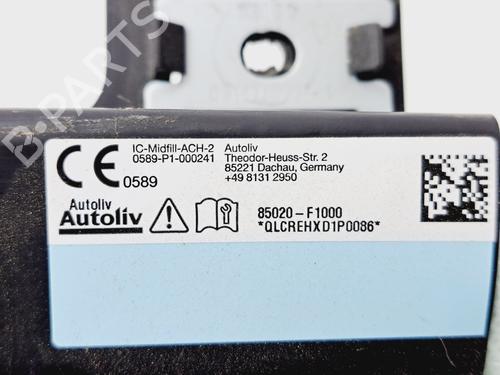 B-PARTS
IC-Midfill-ACH-2 Autoliv
0589-P1-000241 Theodor-Heuss-Str. 2
85221 Dachau, Germany
+49 8131 2950
CE 0589
Autoliv
Autoliv
85020-F1000
*QLCREHXD1P0086*